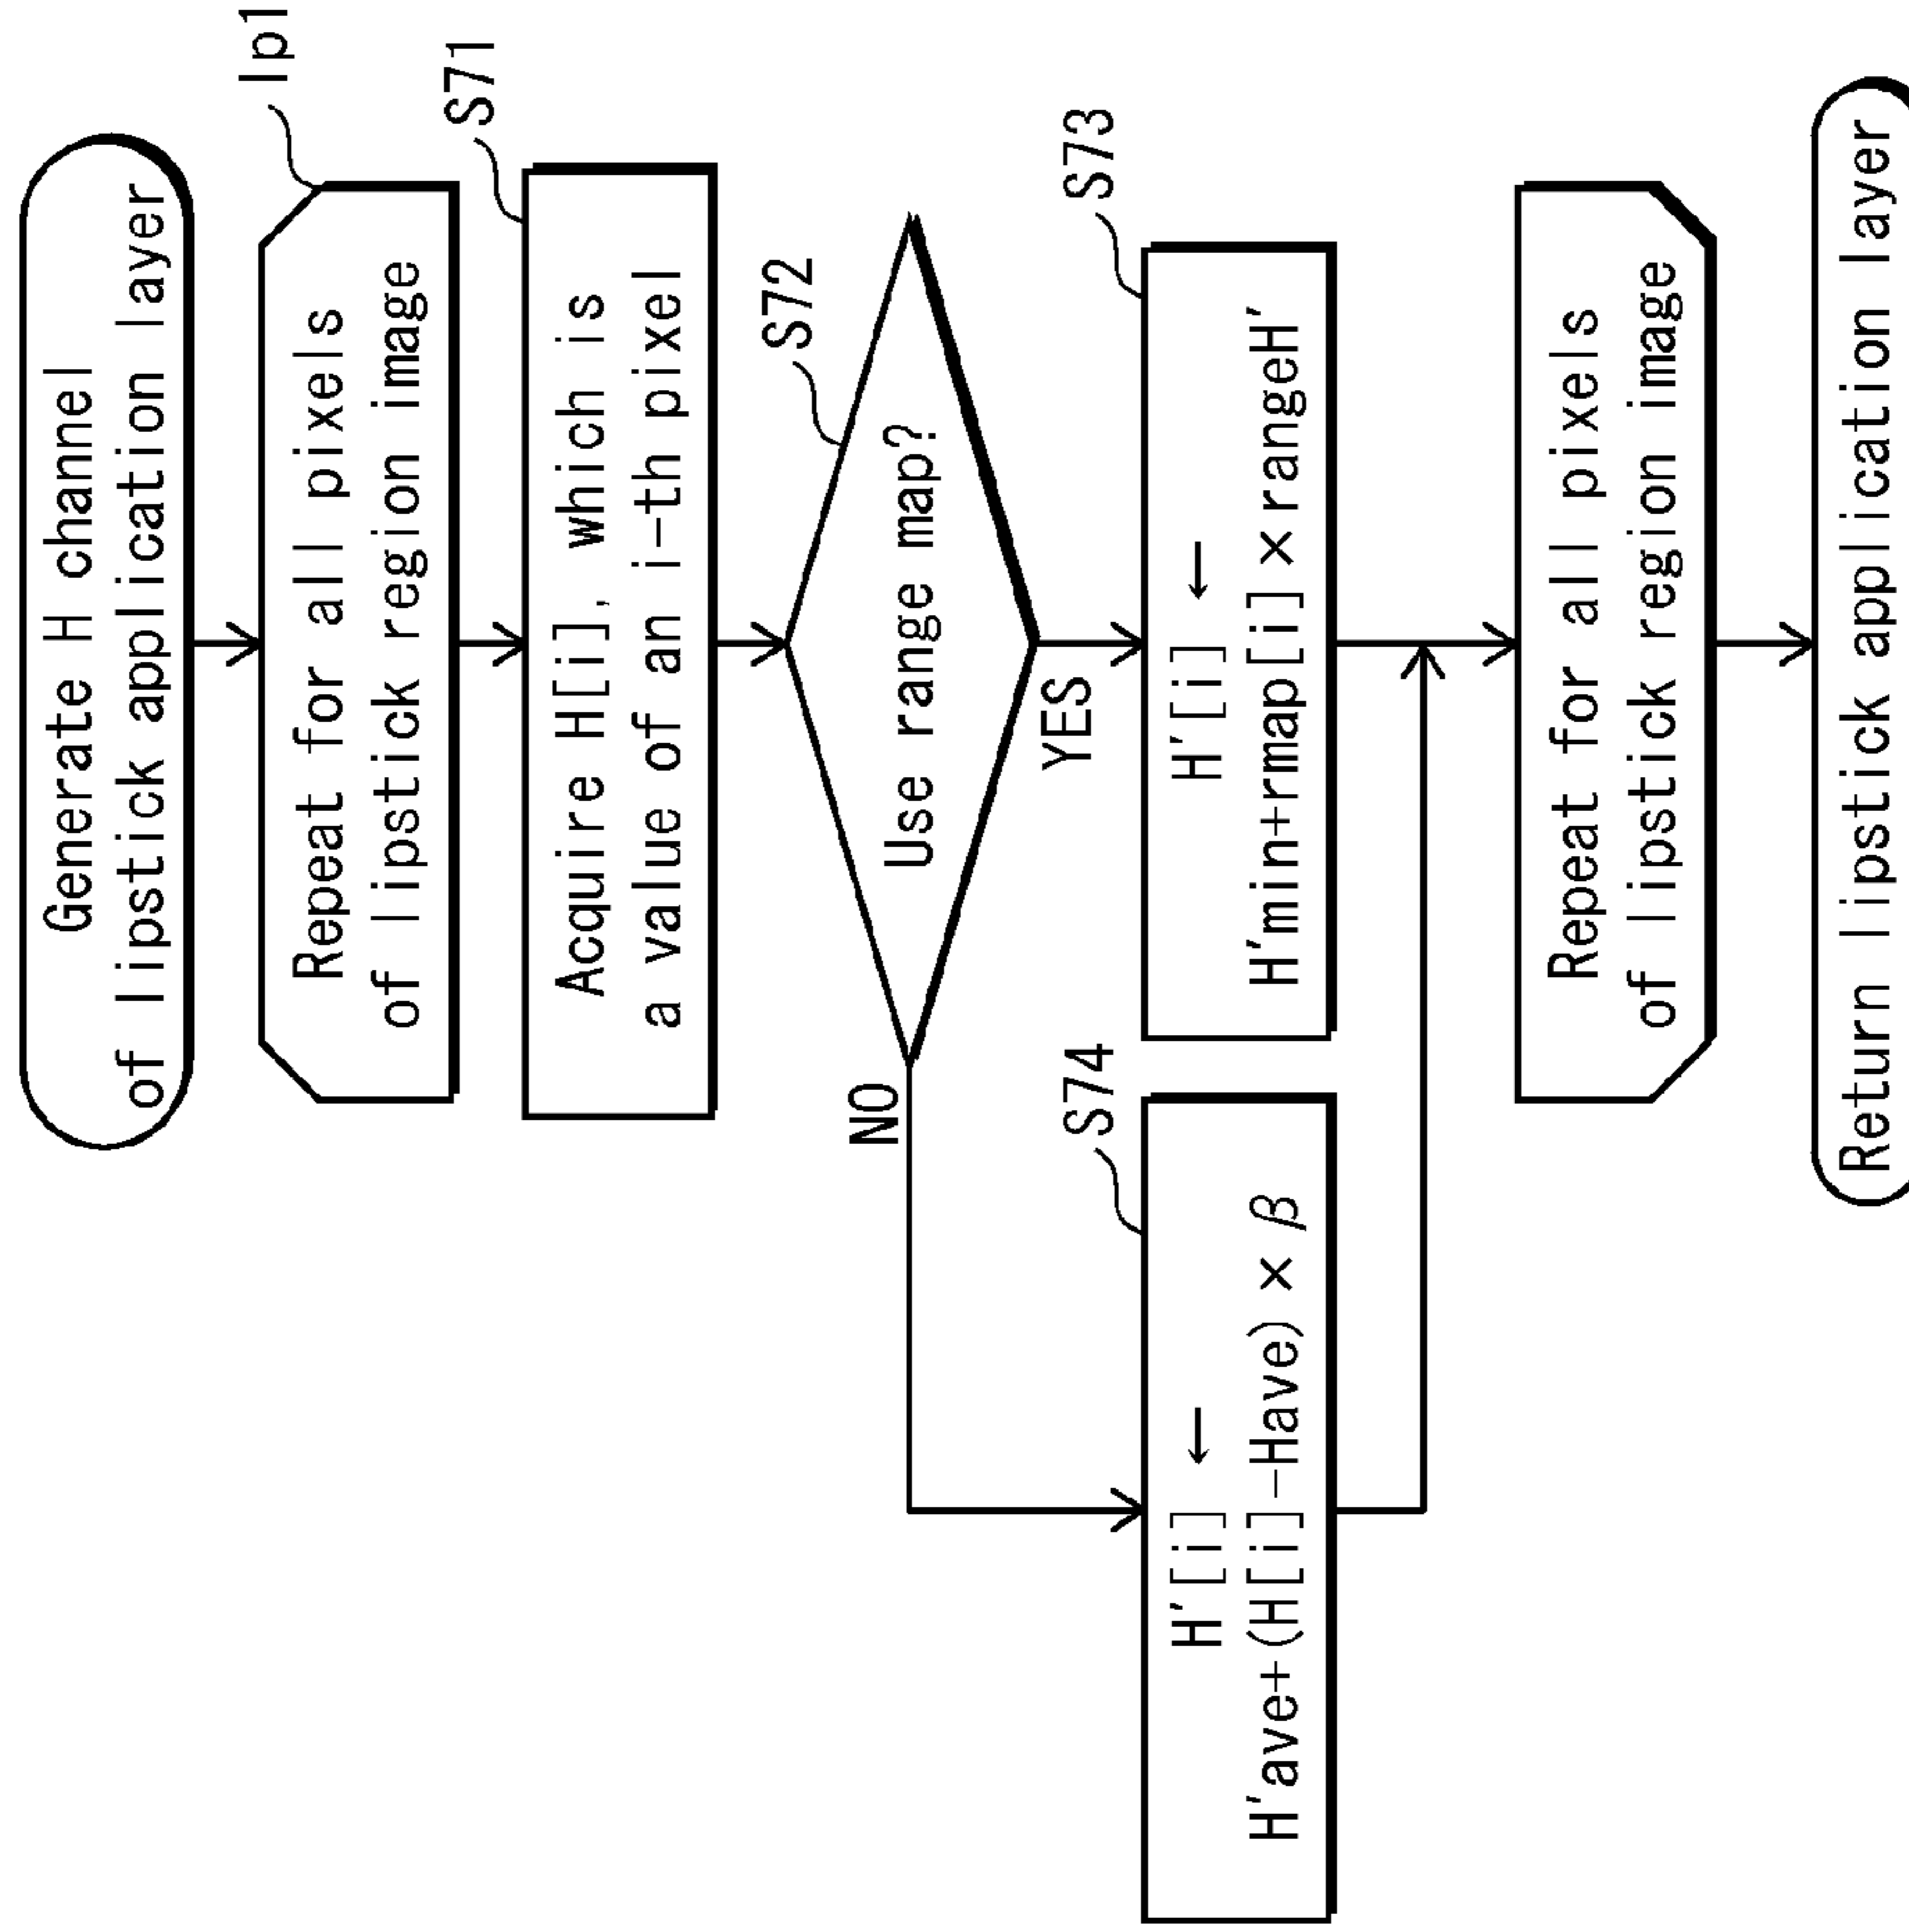 Generate H channel
of lipstick application layer
lp1
Repeat for all pixels
of lipstick region image
S71
Acquire H[i], which is
a value of an i-th pixel
S72
Use range map?
NO
YES
S74
H'[i] ←
H'ave+(H[i]-Have) × β
S73
H'[i] ←
H'min+rmap[i] × rangeH'
Repeat for all pixels
of lipstick region image
Return lipstick application layer